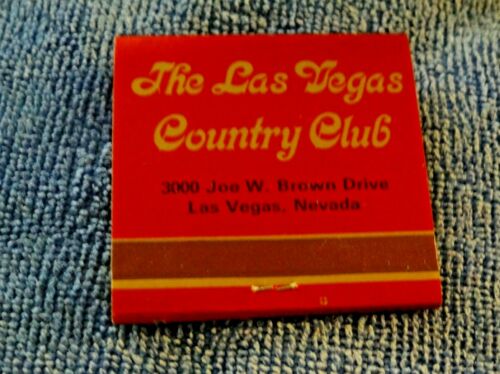 The Las Vegas
Country Club
3000 Joe W. Brown Drive
Las Vegas, Nevada